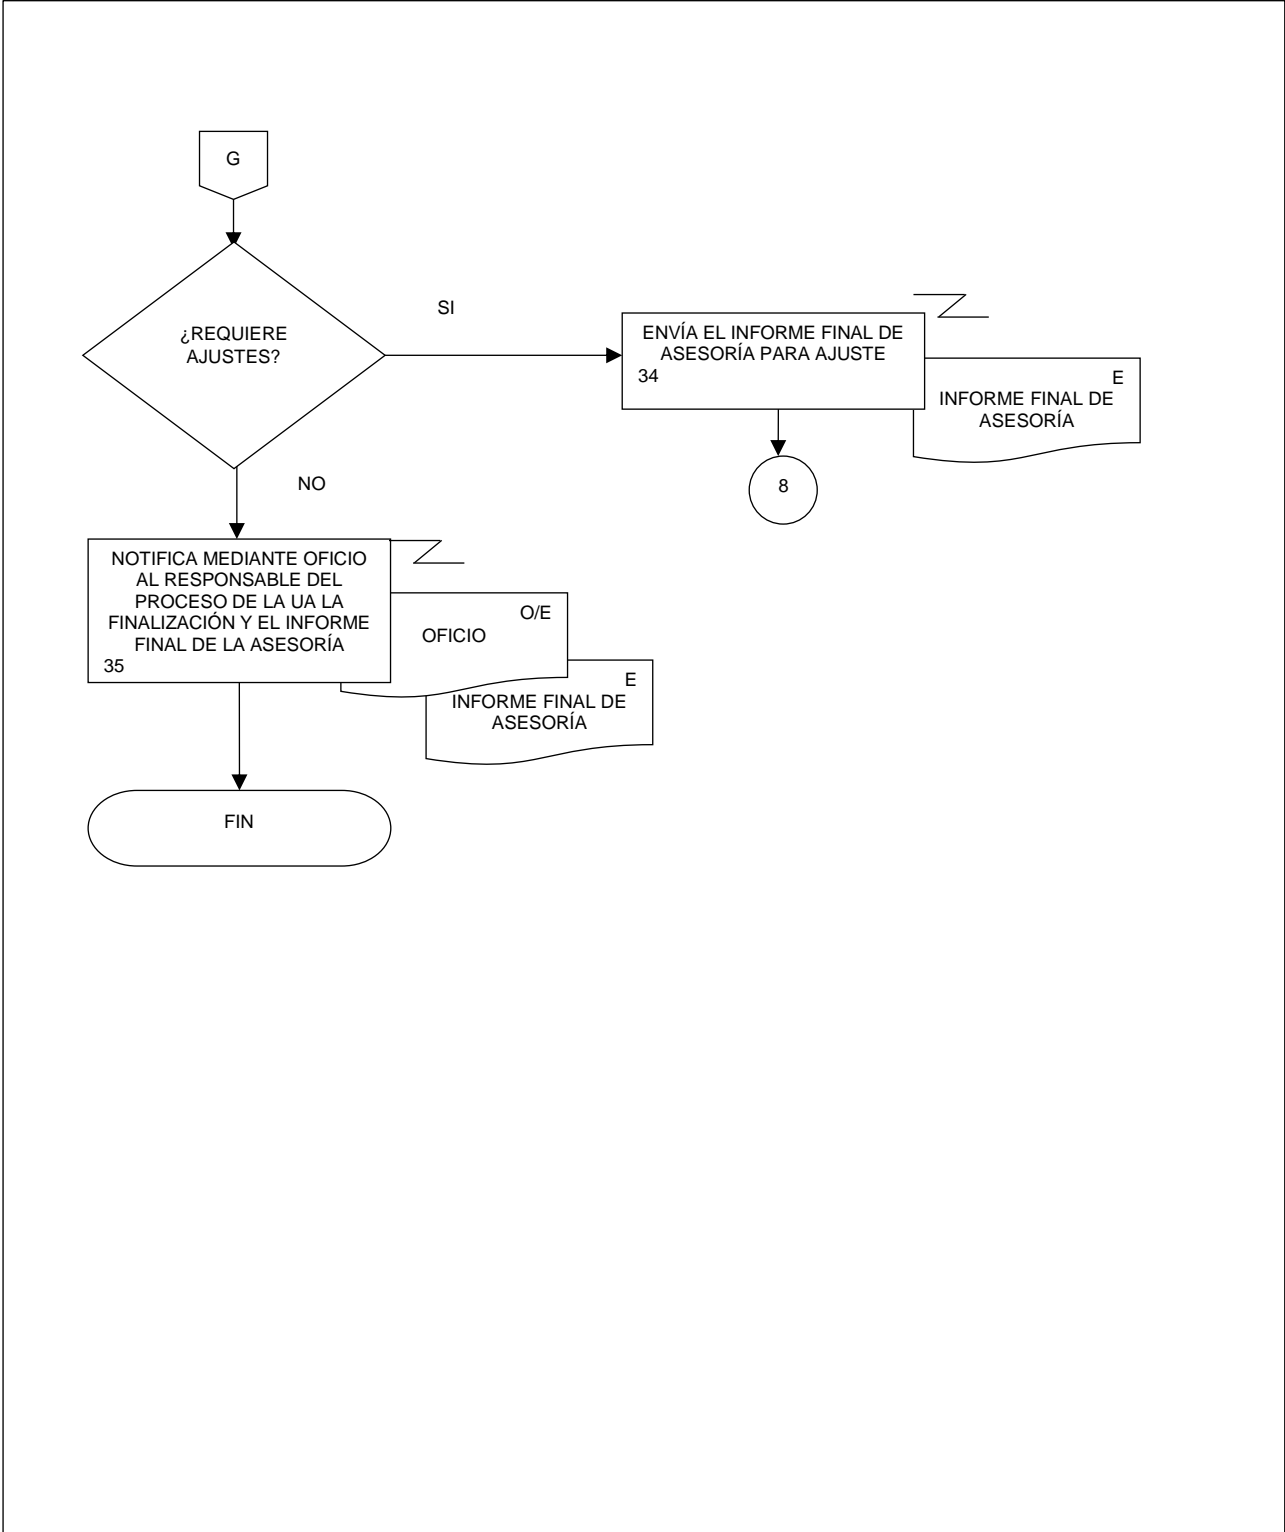 G
¿REQUIERE
AJUSTES?
SI
ENVÍA EL INFORME FINAL DE
ASESORÍA PARA AJUSTE
34
E
INFORME FINAL DE
ASESORÍA
8
NO
NOTIFICA MEDIANTE OFICIO
AL RESPONSABLE DEL
PROCESO DE LA UA LA
FINALIZACIÓN Y EL INFORME
FINAL DE LA ASESORÍA
35
O/E
OFICIO
E
INFORME FINAL DE
ASESORÍA
FIN